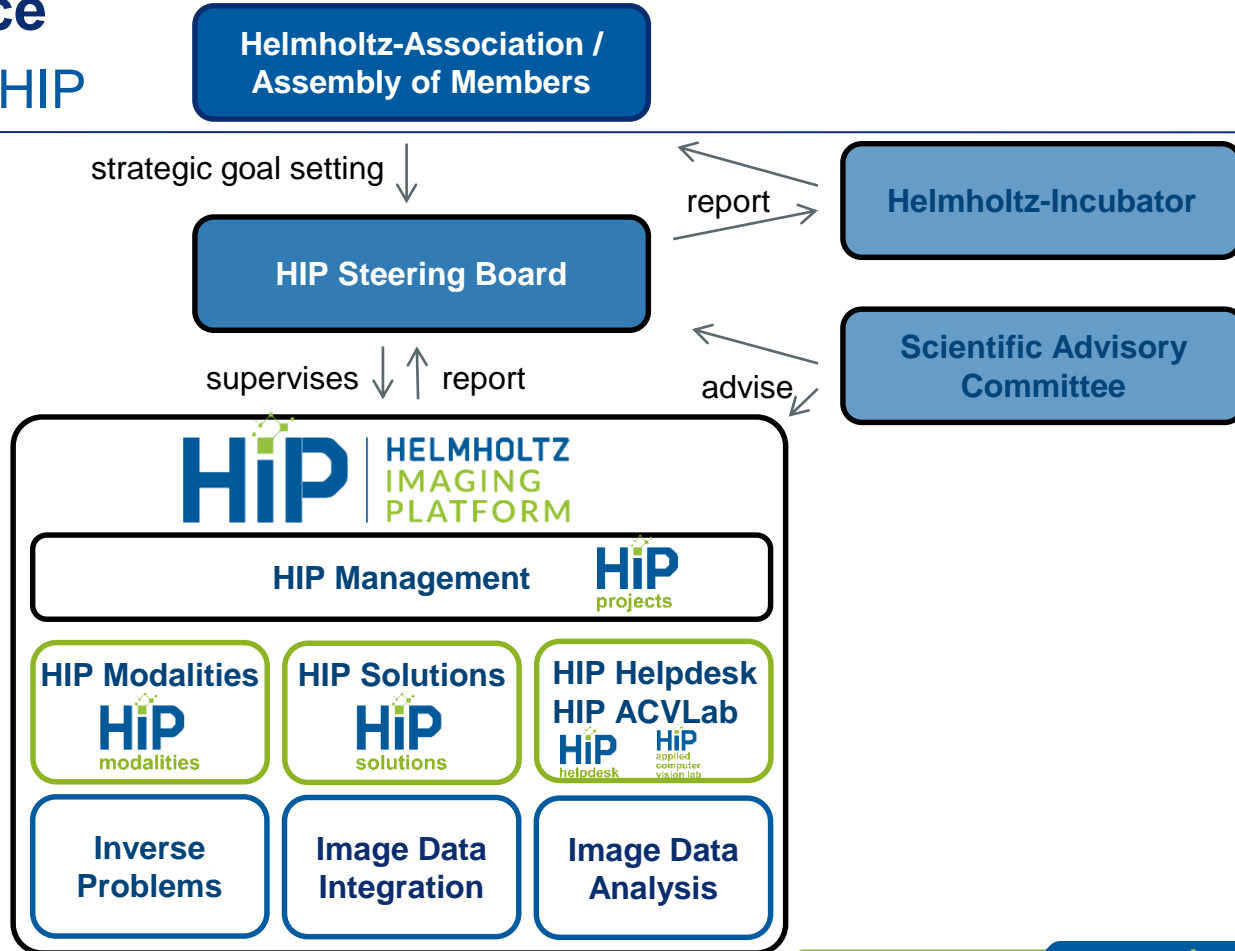 ce
HIP
Helmholtz-Association /
Assembly of Members
strategic goal setting
report
Helmholtz-Incubator
HIP Steering Board
Scientific Advisory
Committee
supervises
report
advise
HiP
HELMHOLTZ
IMAGING
PLATFORM
HIP Management
HiP
projects
HIP Modalities
HiP
modalities
HIP Solutions
HiP
solutions
HIP Helpdesk
HIP ACVLab
HiP
helpdesk
HiP
applied
computer
vision lab
Inverse
Problems
Image Data
Integration
Image Data
Analysis